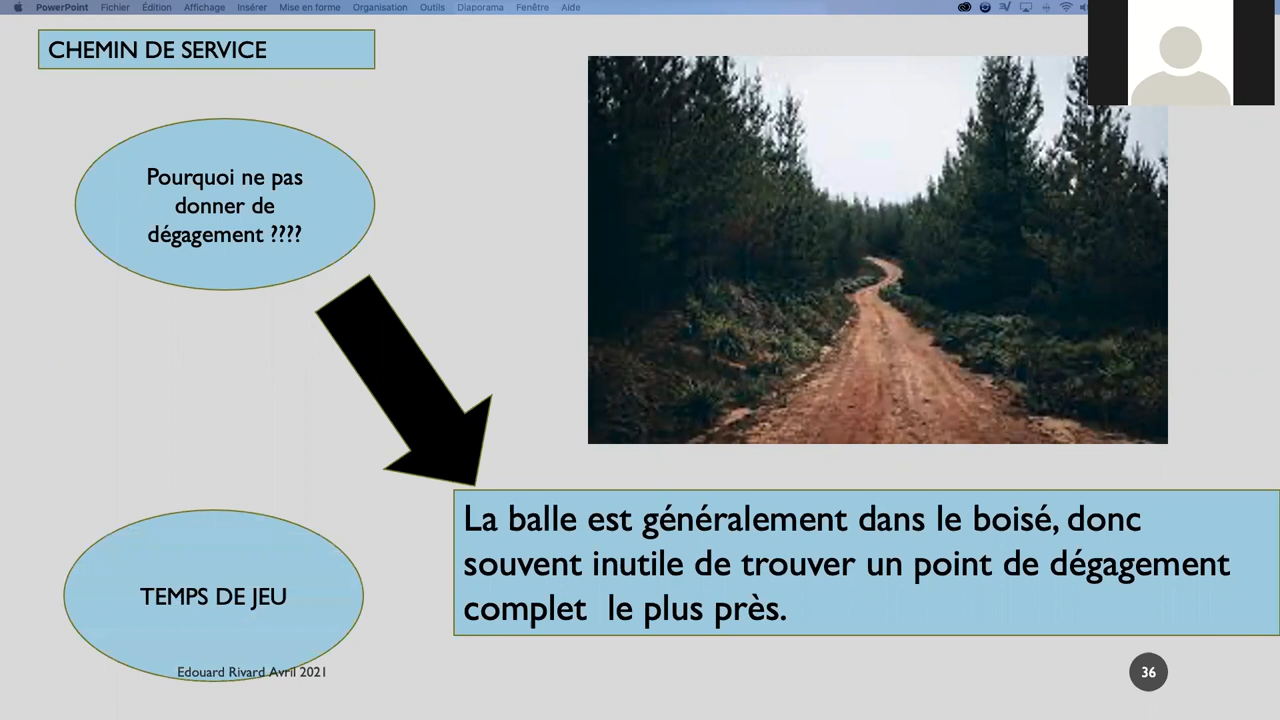 PowerPoint Fichier Édition Affichage Insérer Mise en forme Organisation Outils Diaporama Fenêtre Aide
CHEMIN DE SERVICE
Pourquoi ne pas
donner de
dégagement ????
La balle est généralement dans le boisé, donc
souvent inutile de trouver un point de dégagement
complet le plus près.
TEMPS DE JEU
Edouard Rivard Avril 2021
36